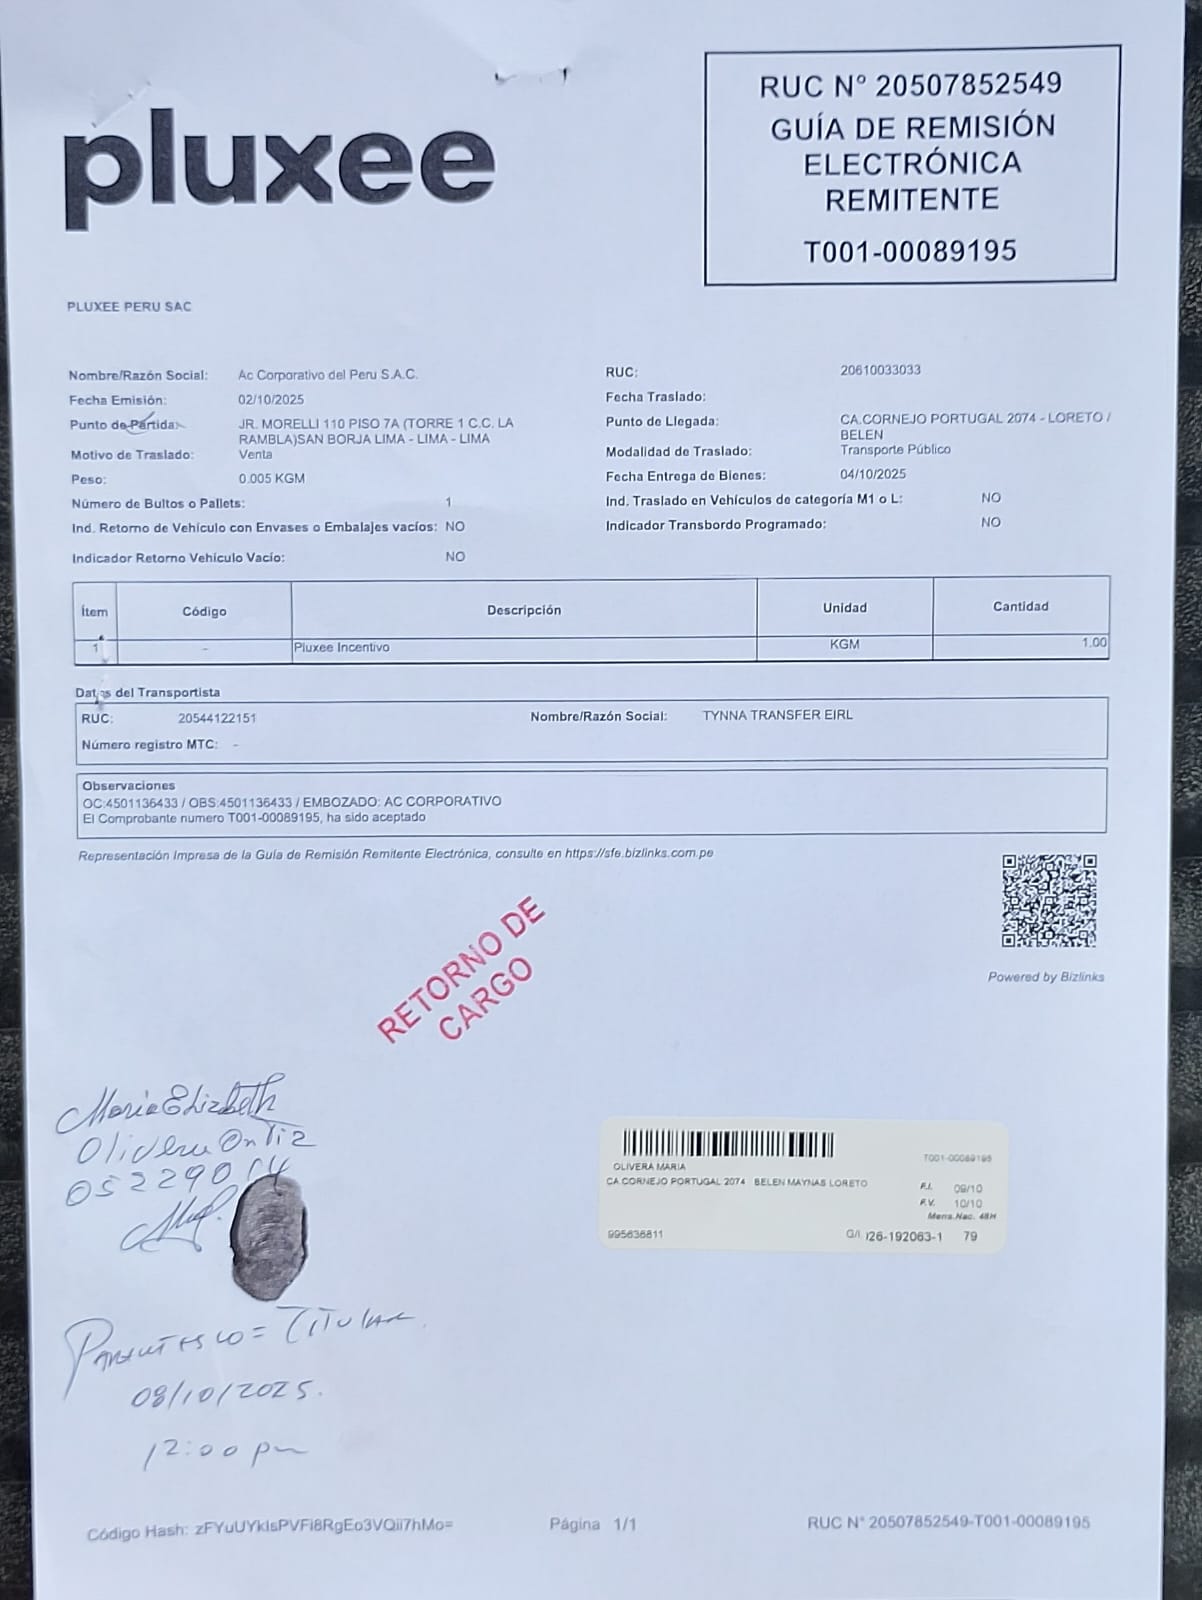 pluxee
RUC N° 20507852549
GUÍA DE REMISIÓN
ELECTRÓNICA
REMITENTE
T001-00089195
PLUXEE PERU SAC
Nombre/Razón Social: Ac Corporativo del Peru S.A.C.
Fecha Emisión: 02/10/2025
Punto de Partida: JR. MORELLI 110 PISO 7A (TORRE 1 C.C. LA
RAMBLA)SAN BORJA LIMA - LIMA - LIMA
Motivo de Traslado: Venta
Peso: 0.005 KGM
Número de Bultos o Pallets: 1
Ind. Retorno de Vehículo con Envases o Embalajes vacíos: NO
Indicador Retorno Vehículo Vacío: NO
RUC: 20610033033
Fecha Traslado:
Punto de Llegada: CA.CORNEJO PORTUGAL 2074 - LORETO /
BELEN
Modalidad de Traslado: Transporte Público
Fecha Entrega de Bienes: 04/10/2025
Ind. Traslado en Vehículos de categoría M1 o L: NO
Indicador Transbordo Programado: NO
Ítem Código Descripción Unidad Cantidad
1 - Pluxee Incentivo KGM 1.00
Datos del Transportista
RUC: 20544122151 Nombre/Razón Social: TYNNA TRANSFER EIRL
Número registro MTC: -
Observaciones
OC:4501136433 / OBS:4501136433 / EMBOZADO: AC CORPORATIVO
El Comprobante numero T001-00089195, ha sido aceptado
Representación Impresa de la Guía de Remisión Remitente Electrónica, consulte en https://sfe.bizlinks.com.pe
Powered by Bizlinks
RETORNO DE
CARGO
Maria Elizabeth
Olivera Ortiz
05229014
Parentesco = Titular
08/10/2025.
12:00 pm
T001-00089195
OLIVERA MARIA
CA.CORNEJO PORTUGAL 2074 BELEN MAYNAS LORETO
F.I. 09/10
F.V. 10/10
Mens.Nac. 48H
995636811
G/I 126-192063-1 79
Código Hash: zFYuUYkIsPVFi8RgEo3VQii7hMo=
Página 1/1
RUC N° 20507852549-T001-00089195